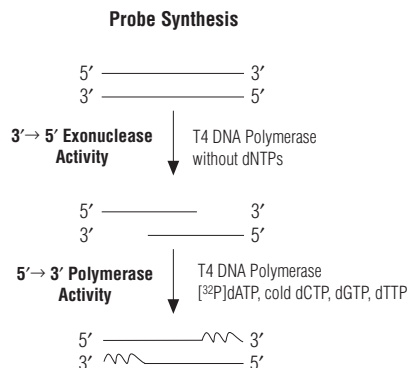 Probe Synthesis
5′ 3′
3′ 5′
3′→ 5′ Exonuclease
Activity
T4 DNA Polymerase
without dNTPs
5′ 3′
3′ 5′
5′→ 3′ Polymerase
Activity
T4 DNA Polymerase
[³²P]dATP, cold dCTP, dGTP, dTTP
5′ 3′
3′ 5′